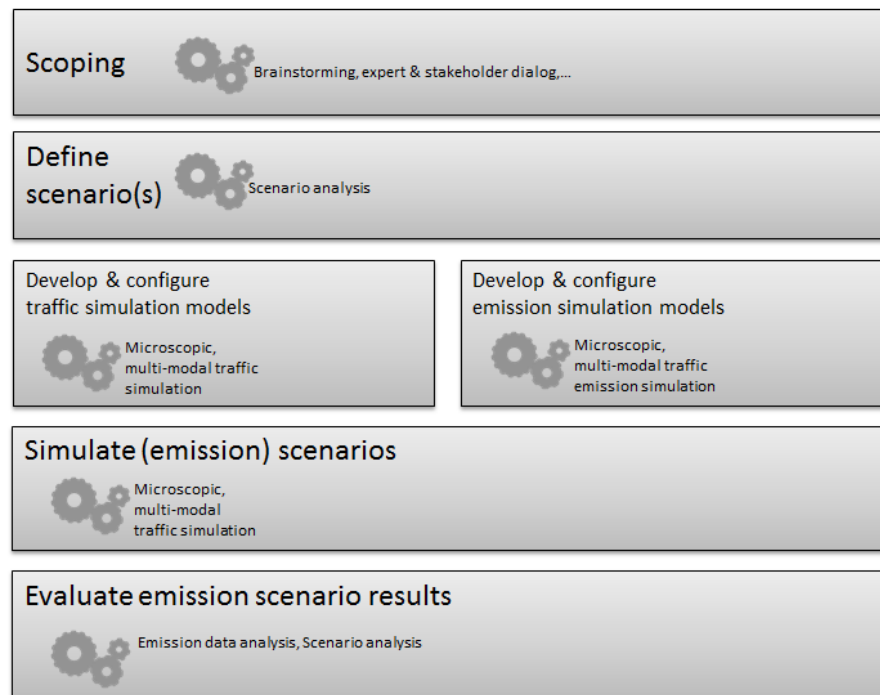 Scoping
Brainstorming, expert & stakeholder dialog,...
Define
scenario(s)
Scenario analysis
Develop & configure
traffic simulation models
Microscopic,
multi-modal traffic
simulation
Develop & configure
emission simulation models
Microscopic,
multi-modal traffic
emission simulation
Simulate (emission) scenarios
Microscopic,
multi-modal
traffic simulation
Evaluate emission scenario results
Emission data analysis, Scenario analysis